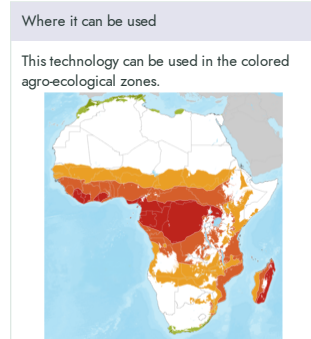 Where it can be used
This technology can be used in the colored
agro-ecological zones.